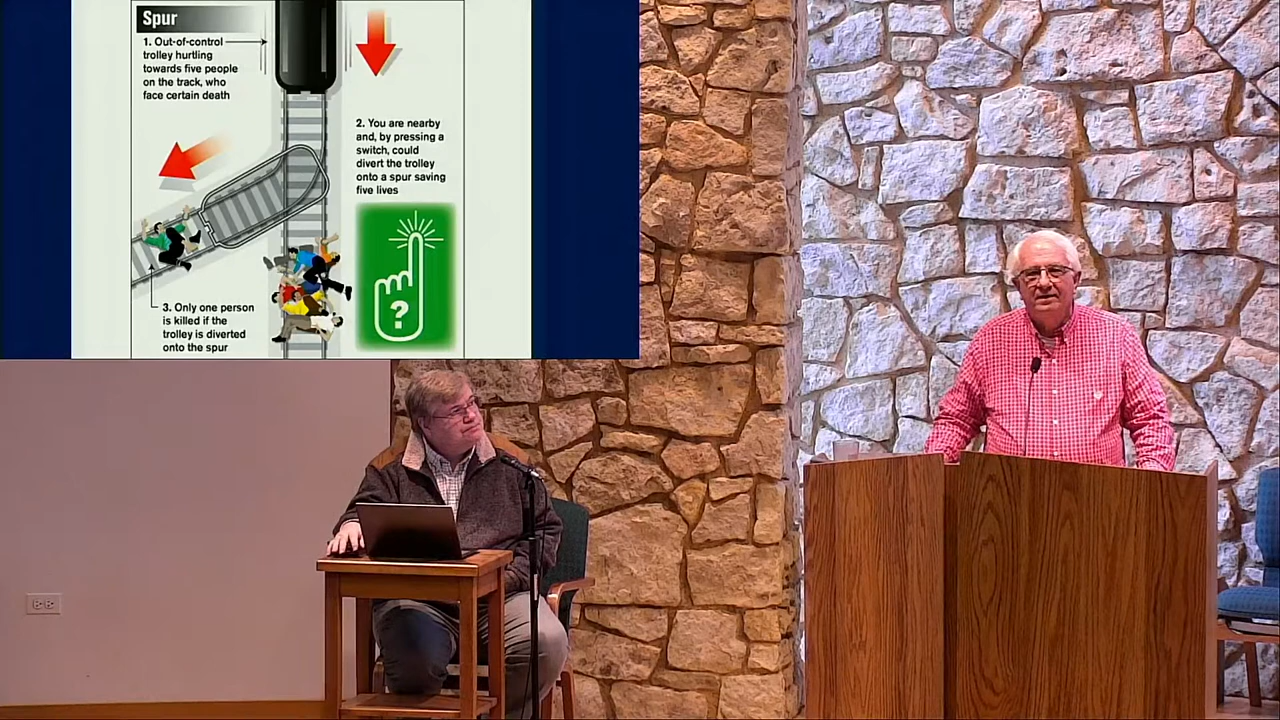 Spur
1. Out-of-control
trolley hurtling
towards five people
on the track, who
face certain death
2. You are nearby
and, by pressing a
switch, could
divert the trolley
onto a spur saving
five lives
?
3. Only one person
is killed if the
trolley is diverted
onto the spur